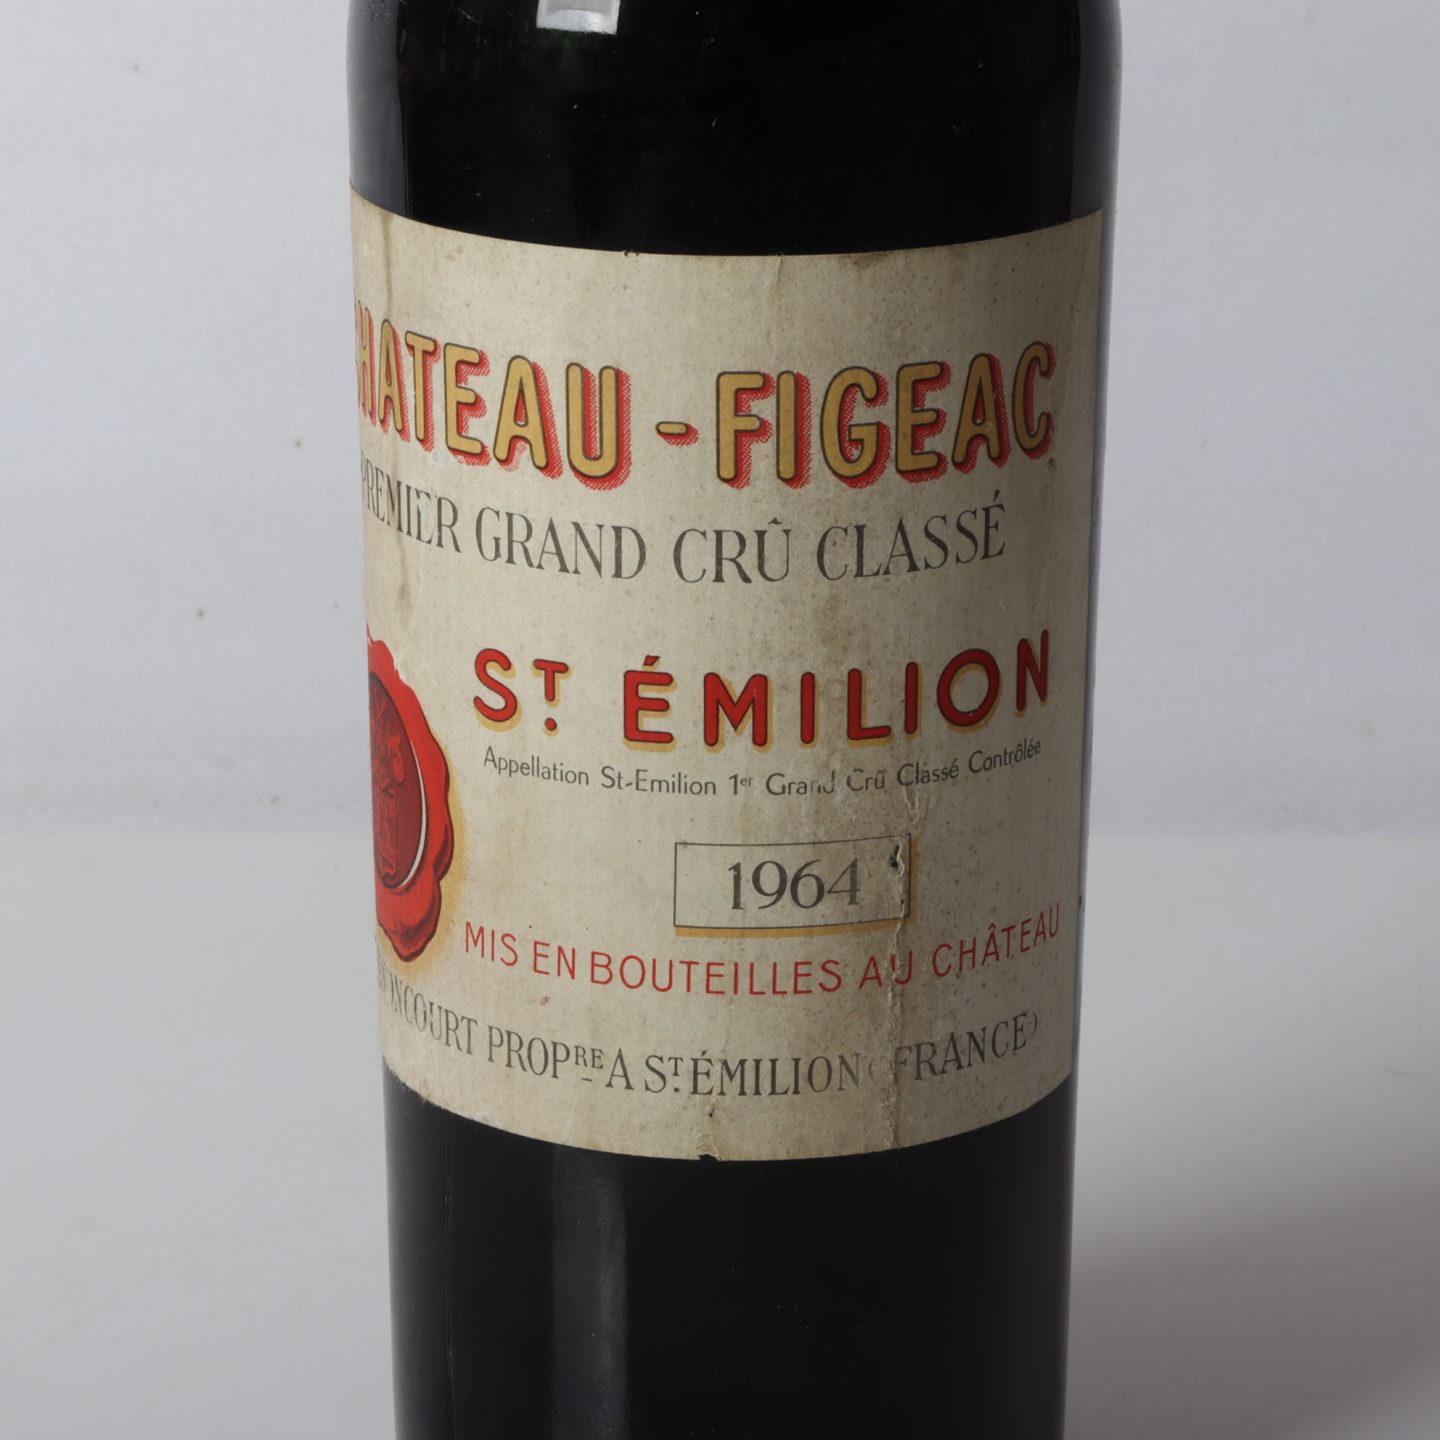 CHATEAU - FIGEAC
PREMIER GRAND CRÛ CLASSÉ
ST. ÉMILION
Appellation St-Emilion 1er Grand Crû Classé Contrôlée
1964
MIS EN BOUTEILLES AU CHÂTEAU
PROPRE A ST. ÉMILION (FRANCE)